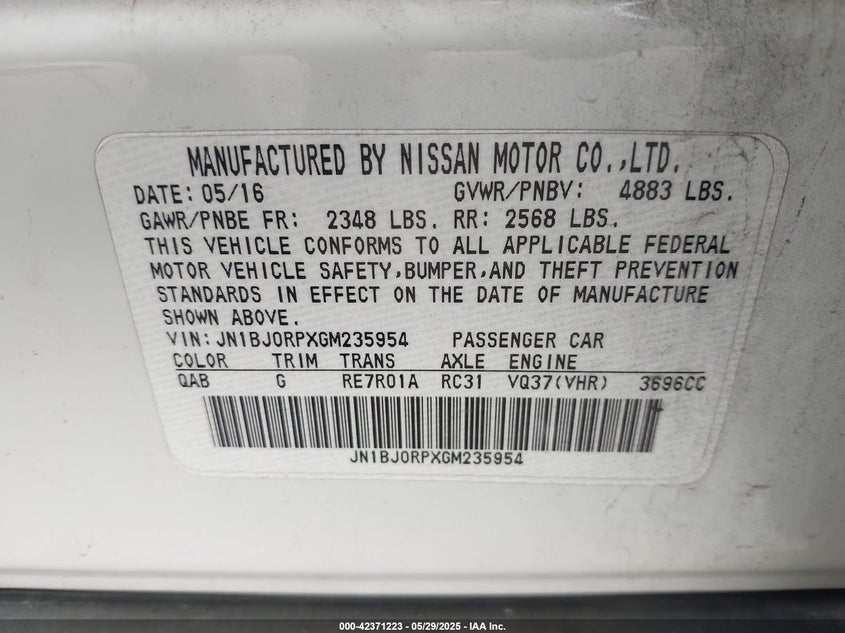 MANUFACTURED BY NISSAN MOTOR CO.,LTD.
DATE: 05/16 GVWR/PNBV: 4883 LBS.
GAWR/PNBE FR: 2348 LBS. RR: 2568 LBS.
THIS VEHICLE CONFORMS TO ALL APPLICABLE FEDERAL
MOTOR VEHICLE SAFETY,BUMPER,AND THEFT PREVENTION
STANDARDS IN EFFECT ON THE DATE OF MANUFACTURE
SHOWN ABOVE.
VIN:JN1BJ0RPXGM235954 PASSENGER CAR
COLOR TRIM TRANS AXLE ENGINE
QAB G RE7R01A RC31 VQ37(VHR) 3696CC
JN1BJ0RPXGM235954
000-42371223 — 05/29/2025 - IAA Inc.